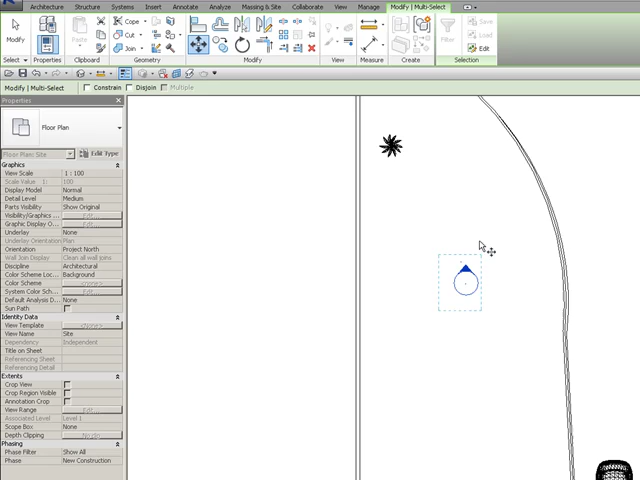 Architecture Structure Systems Insert Annotate Analyze Massing & Site Collaborate View Manage Modify | Multi-Select
Modify
Paste
Cope
Cut
Join
Filter
Save
Load
Edit
Select Properties Clipboard Geometry Modify View Measure Create Selection
Modify | Multi-Select Constrain Disjoin Multiple
Properties
Floor Plan
Floor Plan: Site Edit Type
Graphics
View Scale 1 : 100
Scale Value 1: 100
Display Model Normal
Detail Level Medium
Parts Visibility Show Original
Visibility/Graphics ... Edit...
Graphic Display O... Edit...
Underlay None
Underlay Orientation Plan
Orientation Project North
Wall Join Display Clean all wall joins
Discipline Architectural
Color Scheme Loc... Background
Color Scheme <none>
System Color Sch... Edit...
Default Analysis D... None
Sun Path
Identity Data
View Template <None>
View Name Site
Dependency Independent
Title on Sheet
Referencing Sheet
Referencing Detail
Extents
Crop View
Crop Region Visible
Annotation Crop
View Range Edit...
Associated Level Level 1
Scope Box None
Depth Clipping No clip
Phasing
Phase Filter Show All
Phase New Construction